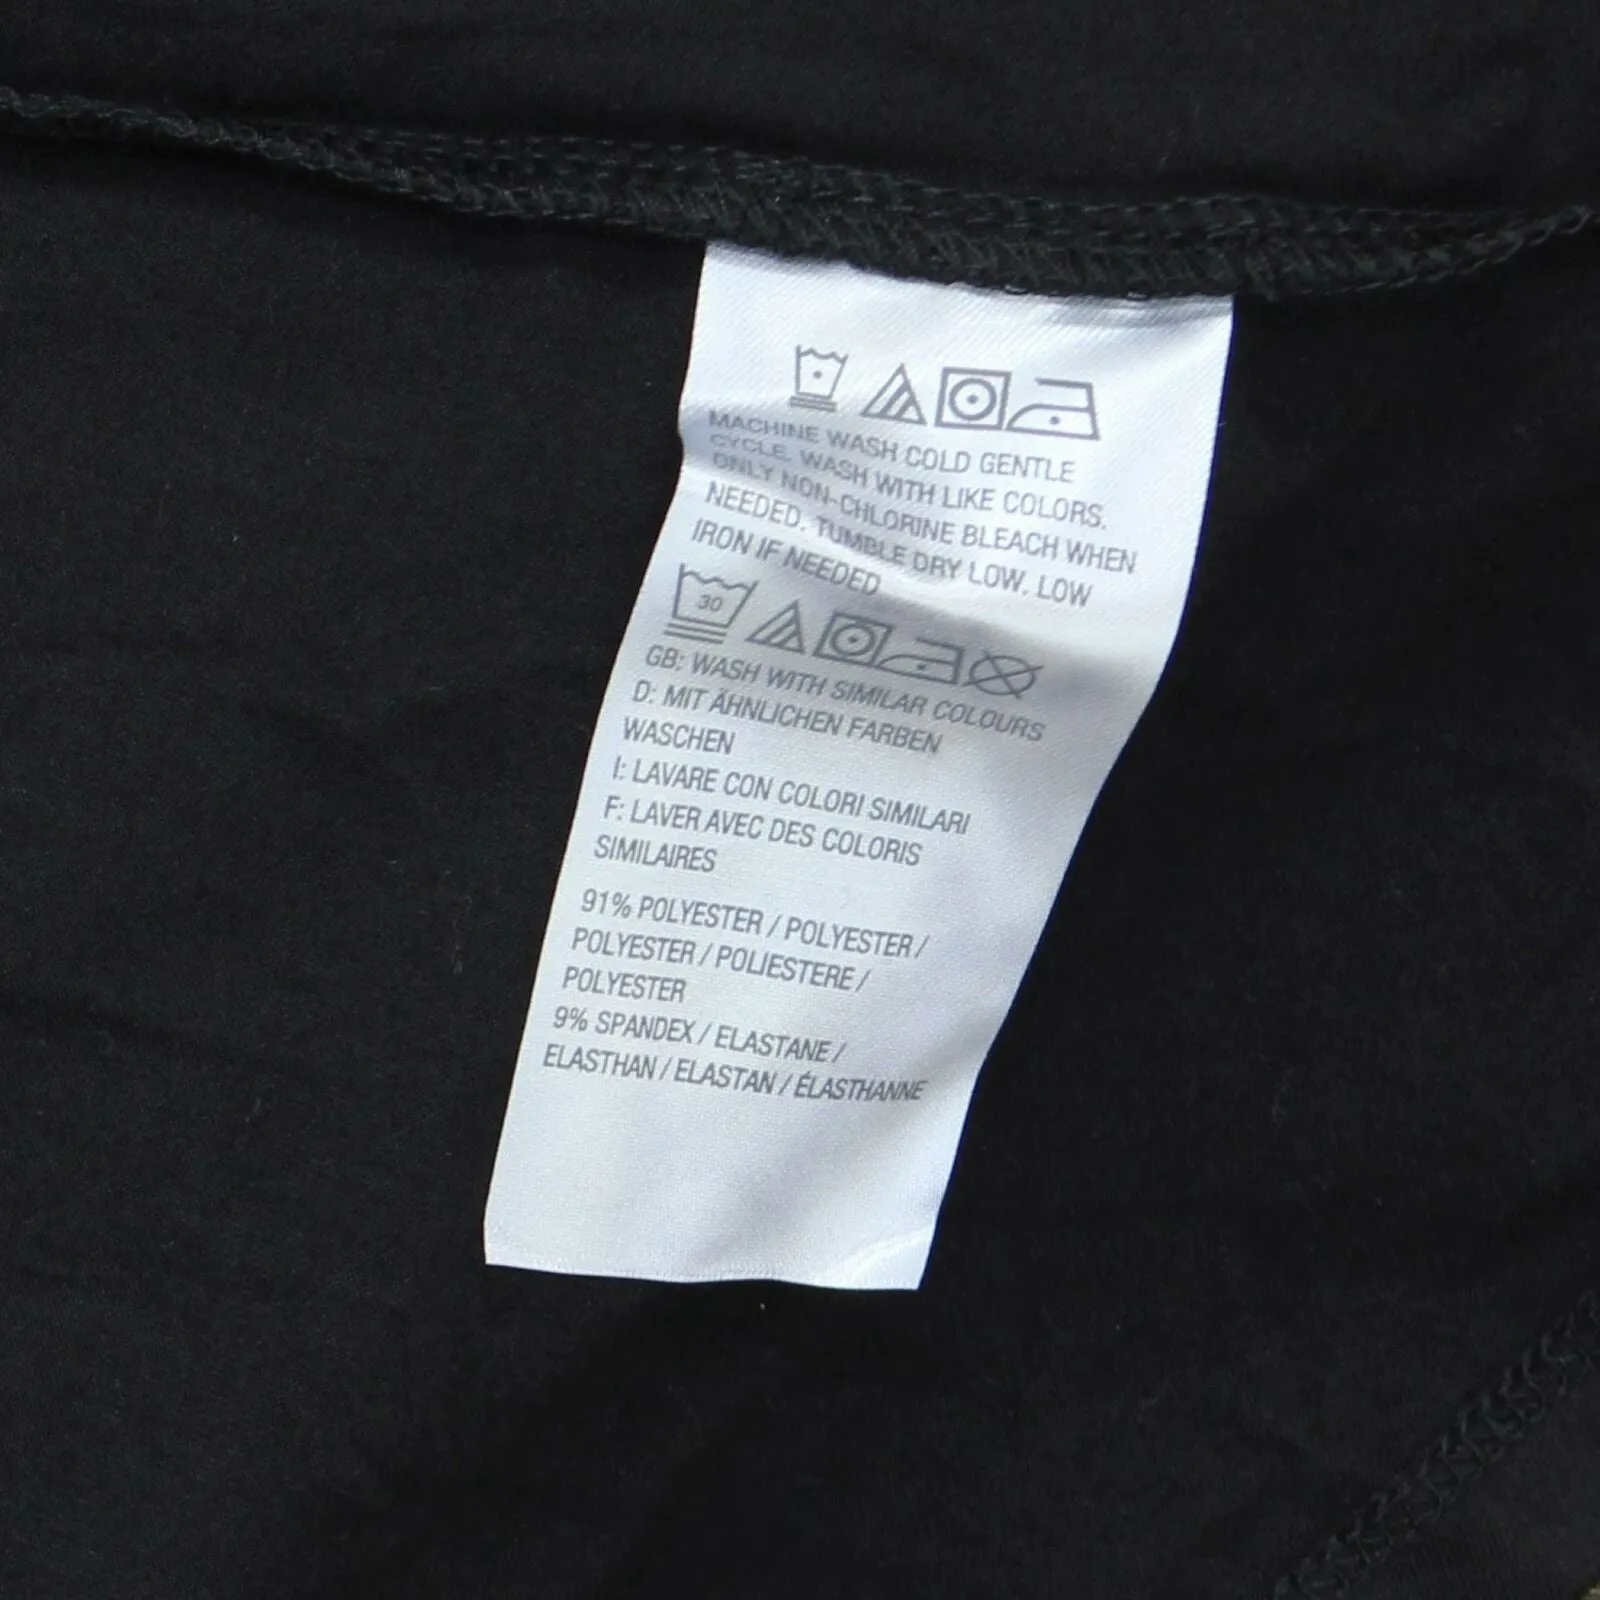 MACHINE WASH COLD GENTLE
CYCLE. WASH WITH LIKE COLORS.
ONLY NON-CHLORINE BLEACH WHEN
NEEDED. TUMBLE DRY LOW. LOW
IRON IF NEEDED
30
GB: WASH WITH SIMILAR COLOURS
D: MIT ÄHNLICHEN FARBEN
WASCHEN
I: LAVARE CON COLORI SIMILARI
F: LAVER AVEC DES COLORIS
SIMILAIRES
91% POLYESTER / POLYESTER /
POLYESTER / POLIESTERE /
POLYESTER
9% SPANDEX / ELASTANE /
ELASTHAN / ELASTAN / ÉLASTHANNE